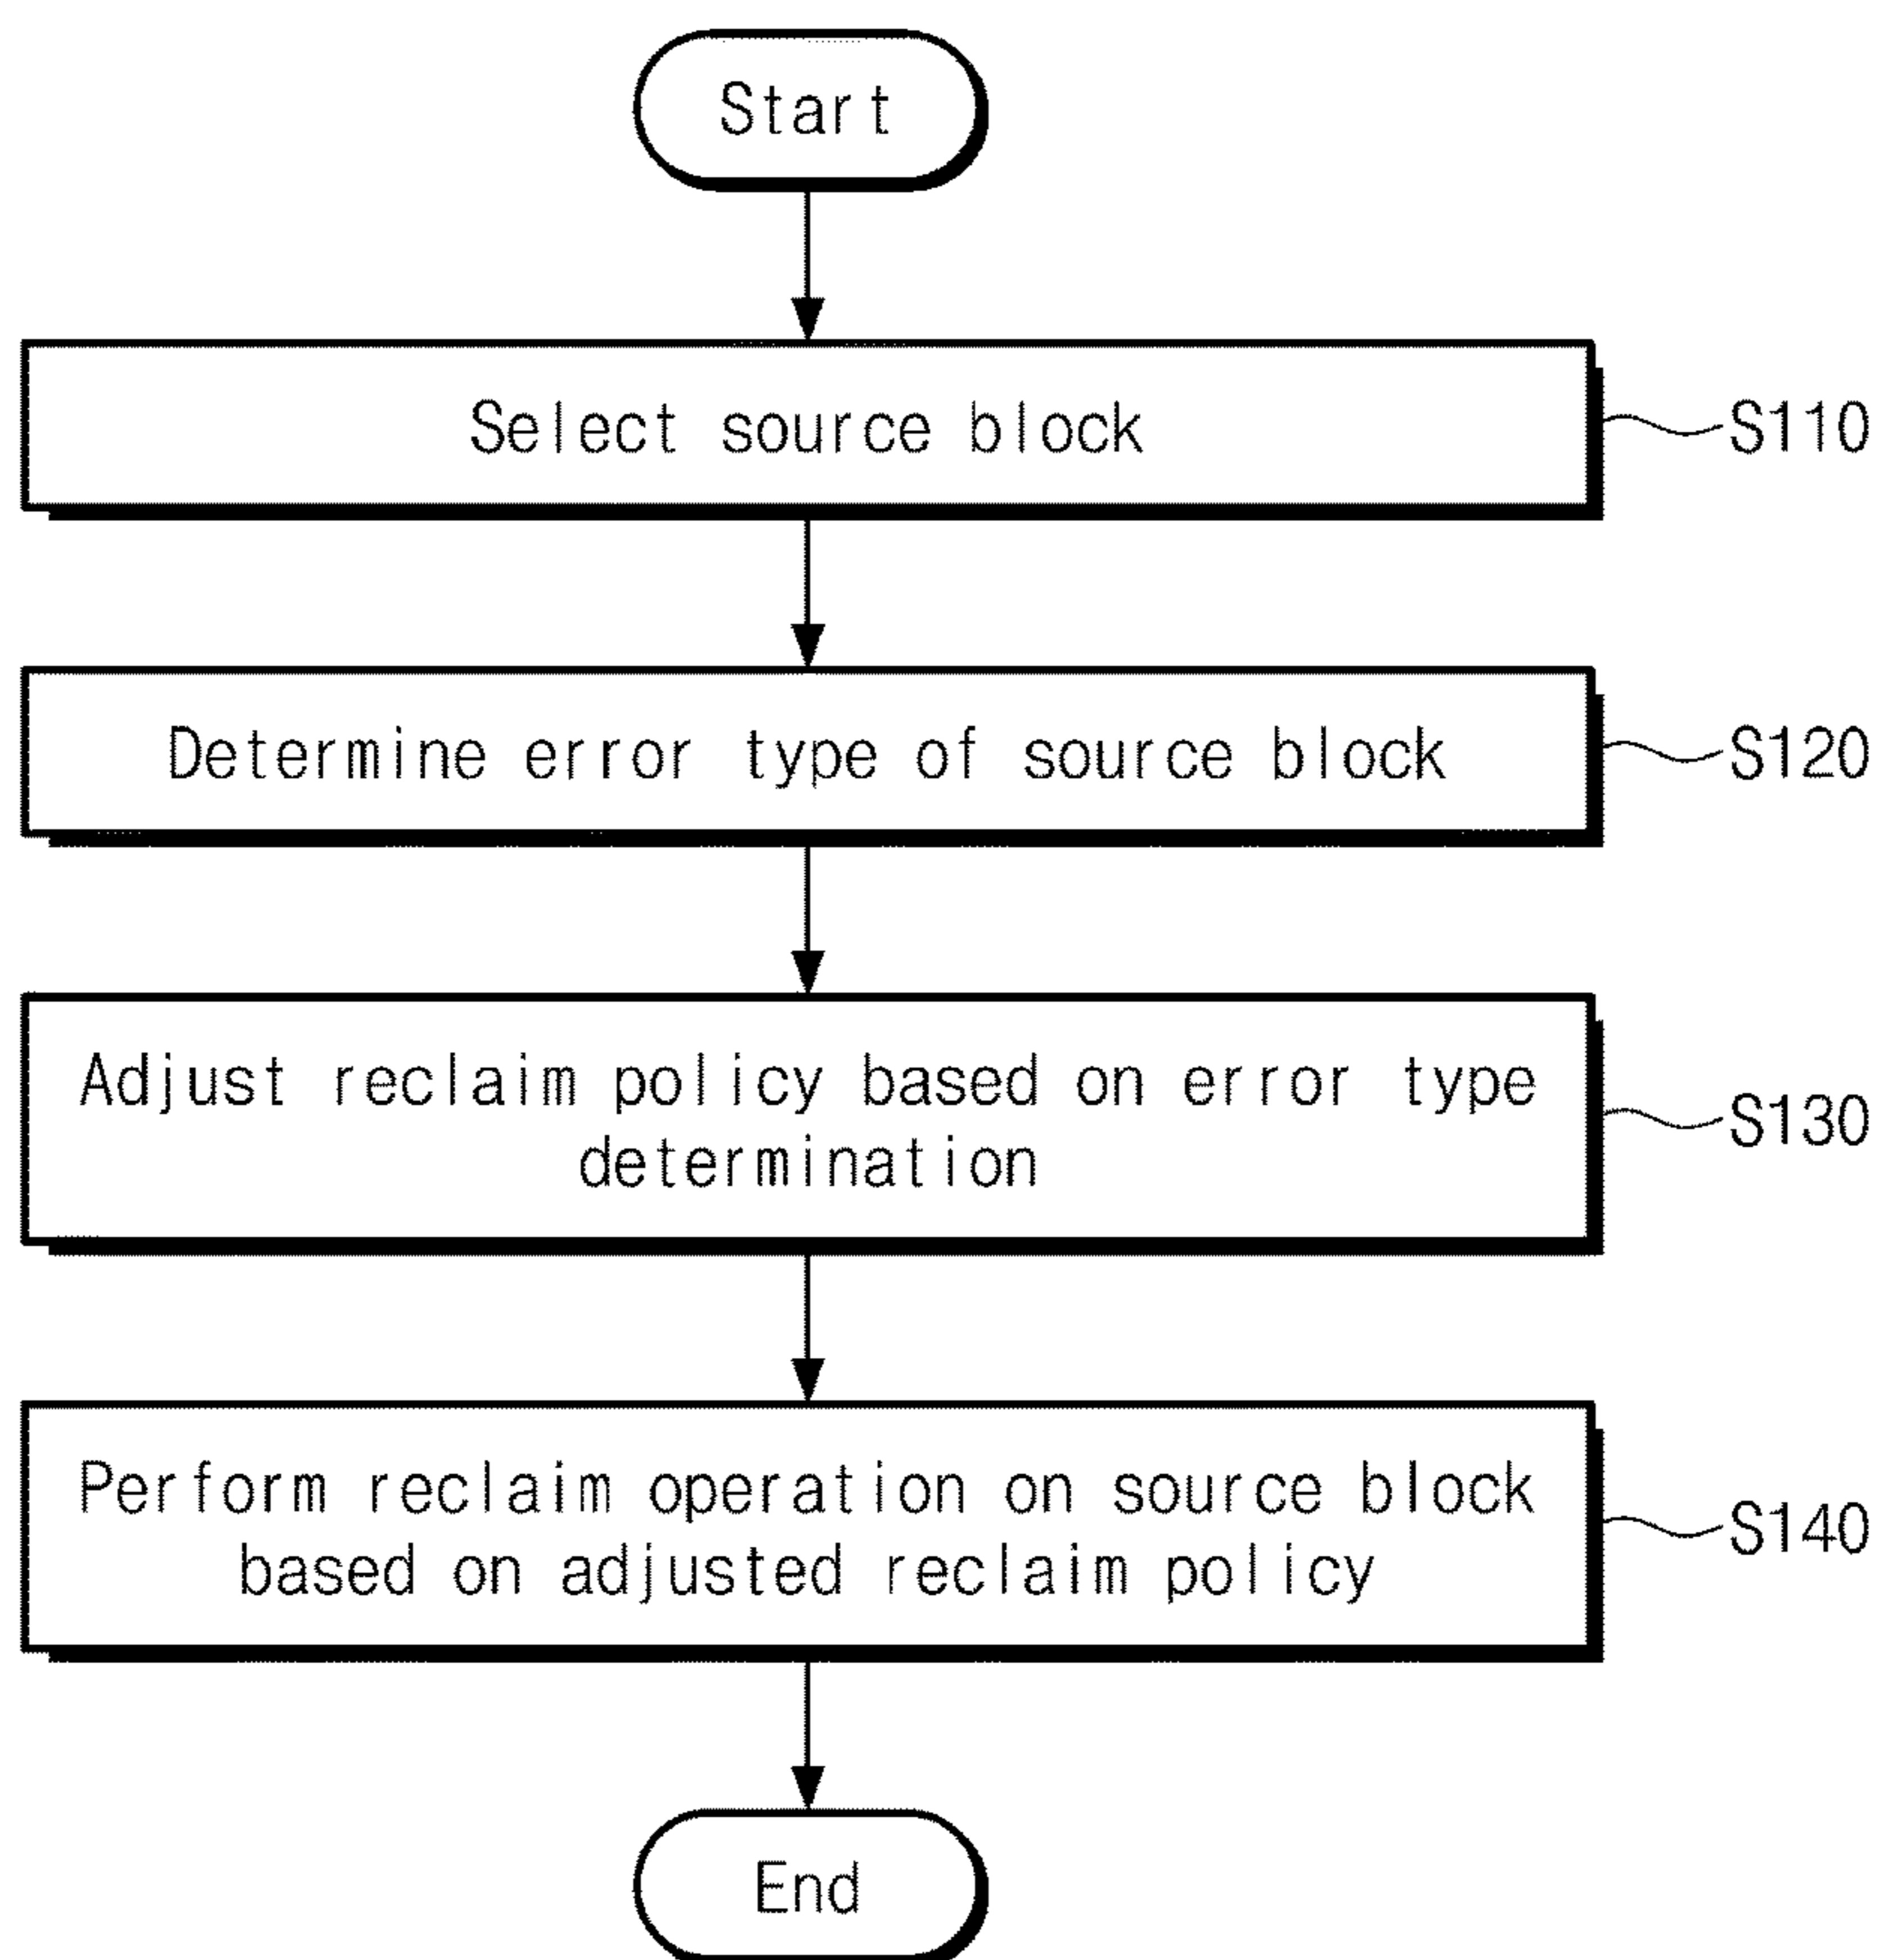 Start
Select source block
S110
Determine error type of source block
S120
Adjust reclaim policy based on error type
determination
S130
Perform reclaim operation on source block
based on adjusted reclaim policy
S140
End